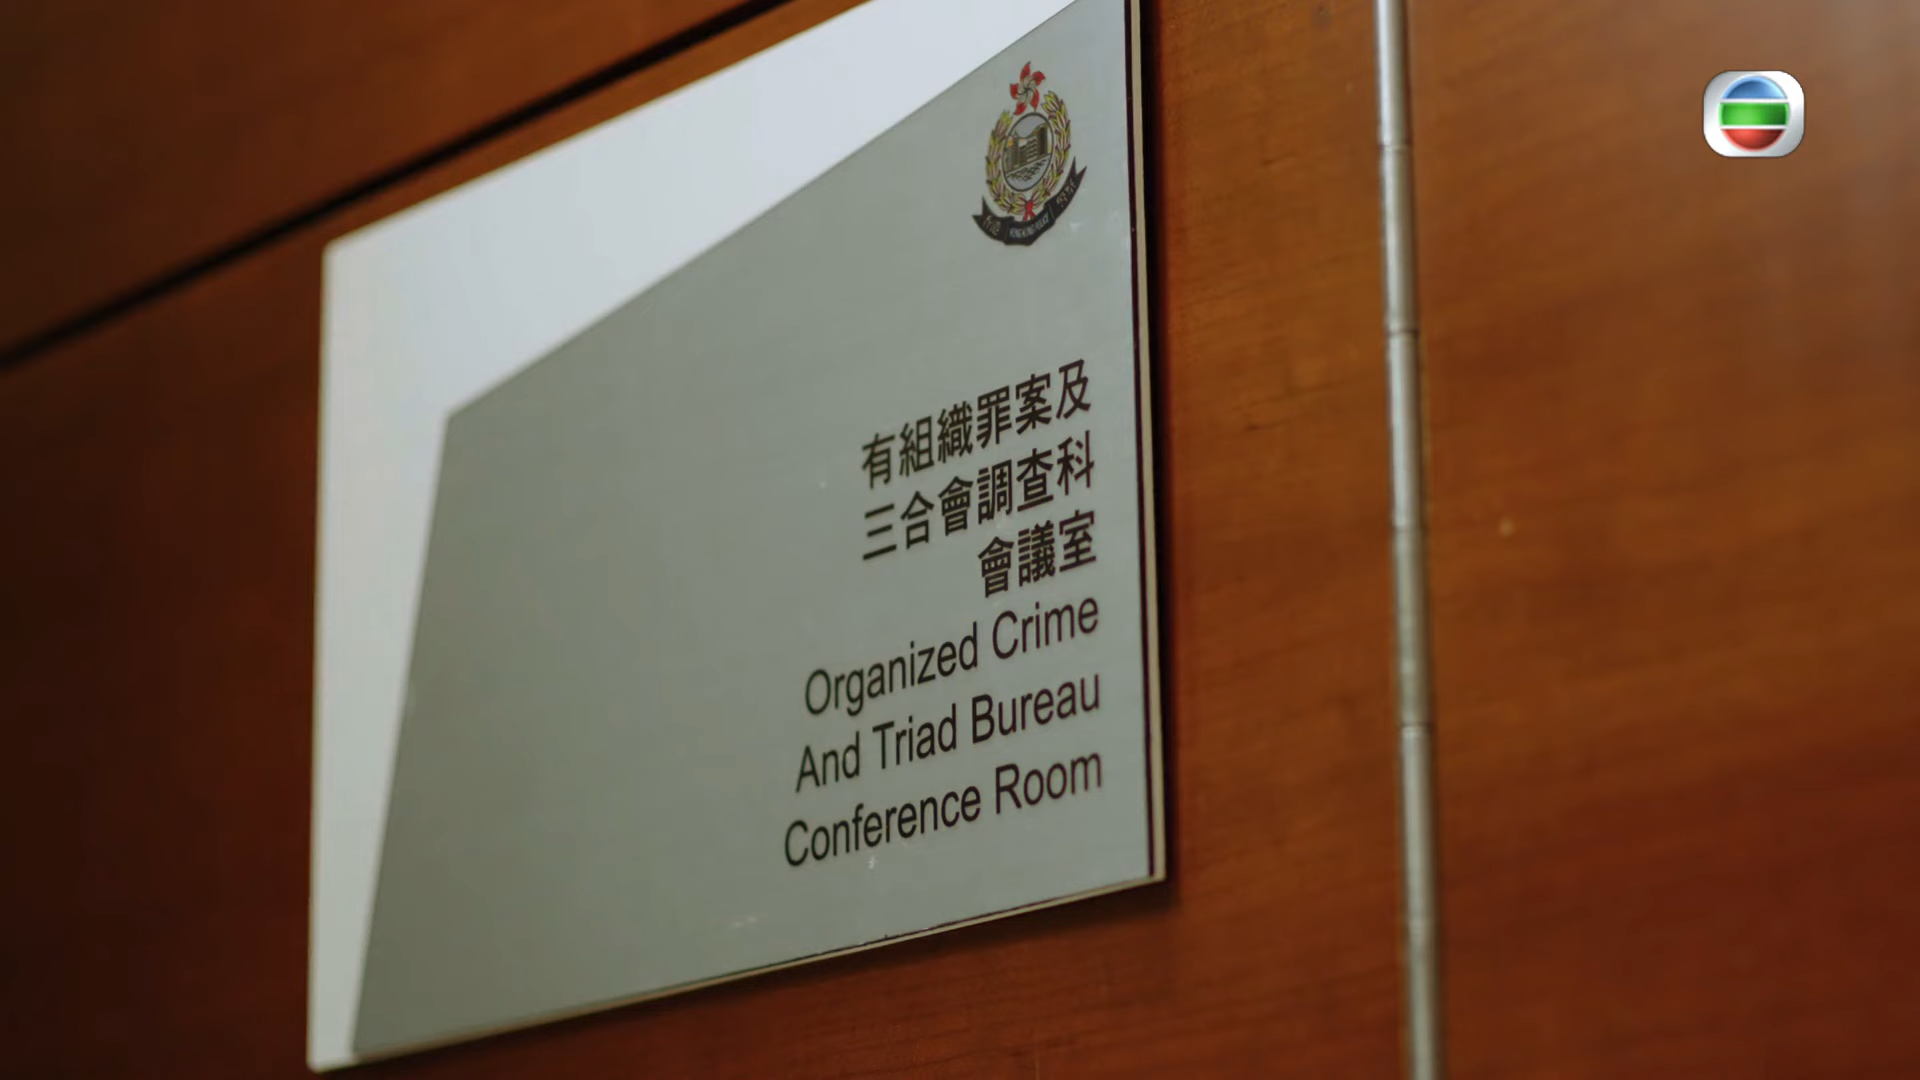 有組織罪案及
三合會調查科
會議室
Organized Crime
And Triad Bureau
Conference Room